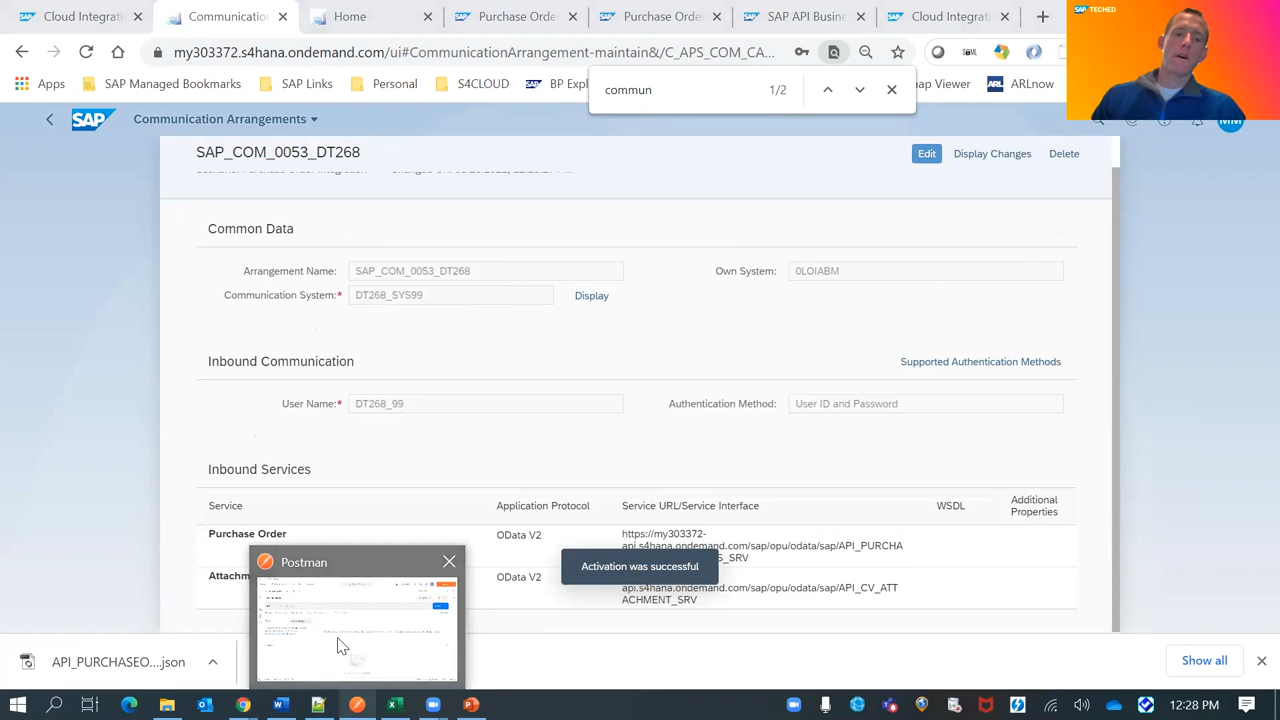 Cloud Integrati
Communication
Home
Purchase Ord
Purchase Orde
SAP API Busine
Cloud Integrati
SAP TECHED
my303372.s4hana.ondemand.com/ui#CommunicationArrangement-maintain&/C_APS_COM_CA...
Apps
SAP Managed Bookmarks
SAP Links
Personal
S4CLOUD
BP Expl
commun
1/2
ap Viewer
ARL
ARLnow
SAP
Communication Arrangements
MM
SAP_COM_0053_DT268
Edit
Display Changes
Delete
Common Data
Arrangement Name:
SAP_COM_0053_DT268
Own System:
0LOIABM
Communication System:*
DT268_SYS99
Display
Inbound Communication
Supported Authentication Methods
User Name:*
DT268_99
Authentication Method:
User ID and Password
Inbound Services
Service
Application Protocol
Service URL/Service Interface
WSDL
Additional
Properties
Purchase Order
OData V2
https://my303372-
api.s4hana.ondemand.com/sap/opu/odata/sap/API_PURCHA
S_SRV
Attachm
OData V2
api.s4hana.ondemand.com/sap/opu/odata/sap/API_CV_ATT
ACHMENT_SRV
Postman
Activation was successful
API_PURCHASEO....json
Show all
12:28 PM